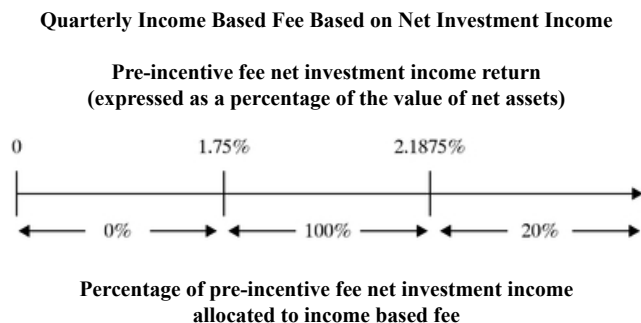 Quarterly Income Based Fee Based on Net Investment Income
Pre-incentive fee net investment income return
(expressed as a percentage of the value of net assets)
0 1.75% 2.1875%
0% 100% 20%
Percentage of pre-incentive fee net investment income
allocated to income based fee